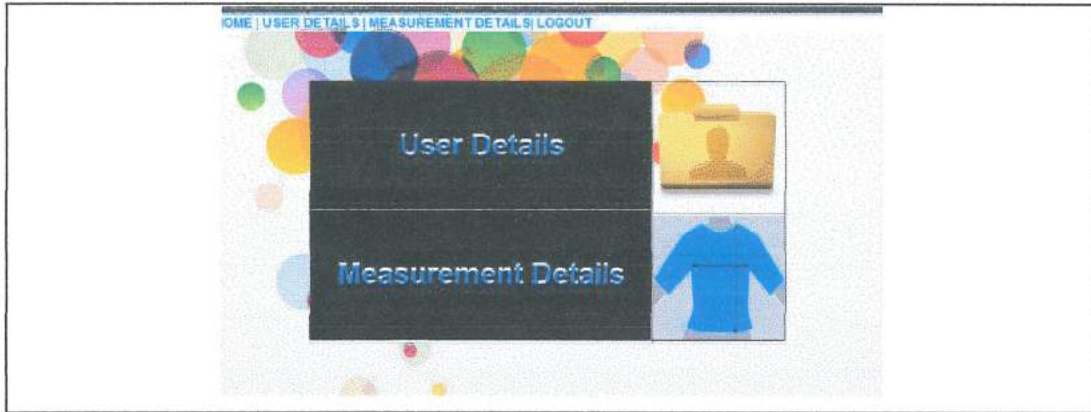 OME | USER DETAILS | MEASUREMENT DETAILS| LOGOUT
User Details
Measurement Details